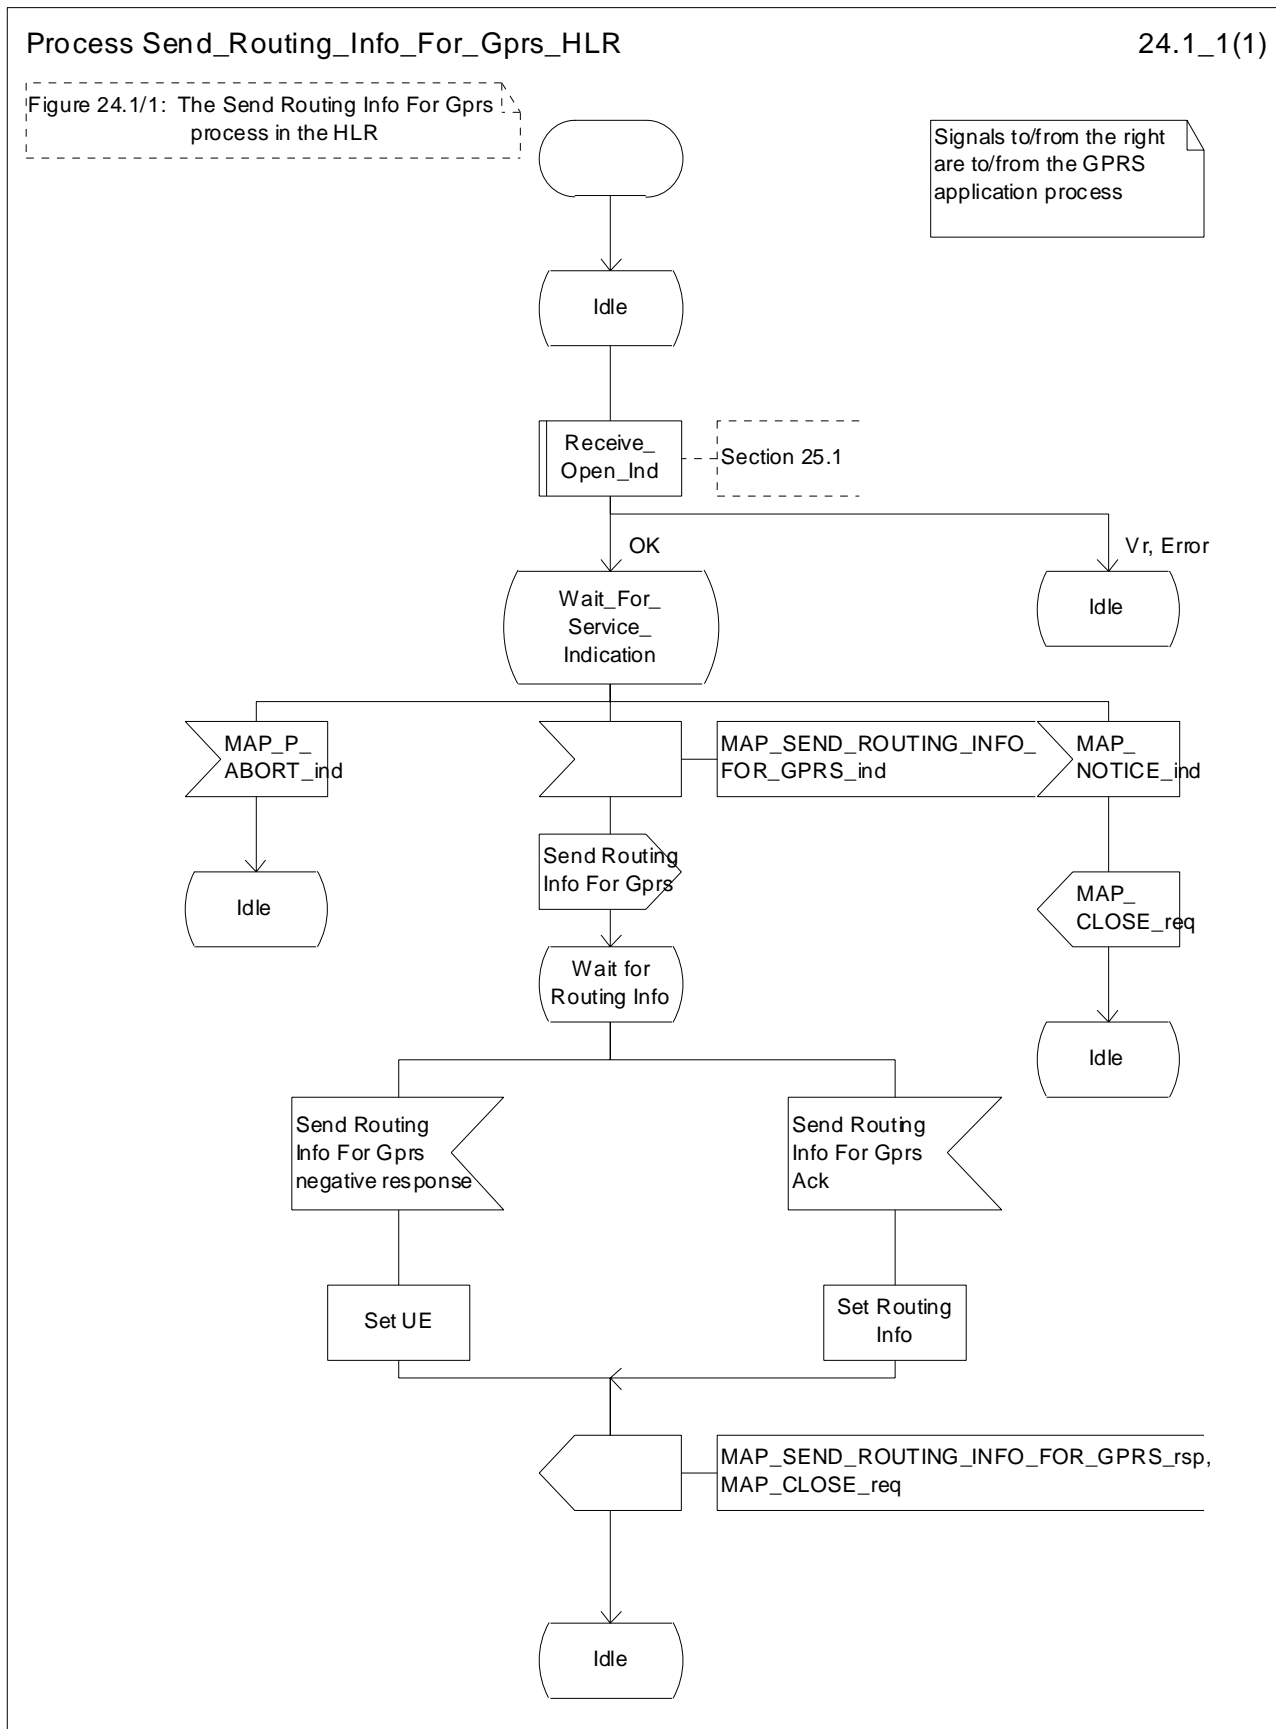 Process Send_Routing_Info_For_Gprs_HLR
24.1_1(1)
Figure 24.1/1: The Send Routing Info For Gprs
process in the HLR
Signals to/from the right
are to/from the GPRS
application process
Idle
Receive_
Open_Ind
Section 25.1
OK
Vr, Error
Wait_For_
Service_
Indication
Idle
MAP_P_
ABORT_ind
MAP_SEND_ROUTING_INFO_
FOR_GPRS_ind
MAP_
NOTICE_ind
Send Routing
Info For Gprs
Idle
MAP_
CLOSE_req
Wait for
Routing Info
Idle
Send Routing
Info For Gprs
negative response
Send Routing
Info For Gprs
Ack
Set UE
Set Routing
Info
MAP_SEND_ROUTING_INFO_FOR_GPRS_rsp,
MAP_CLOSE_req
Idle